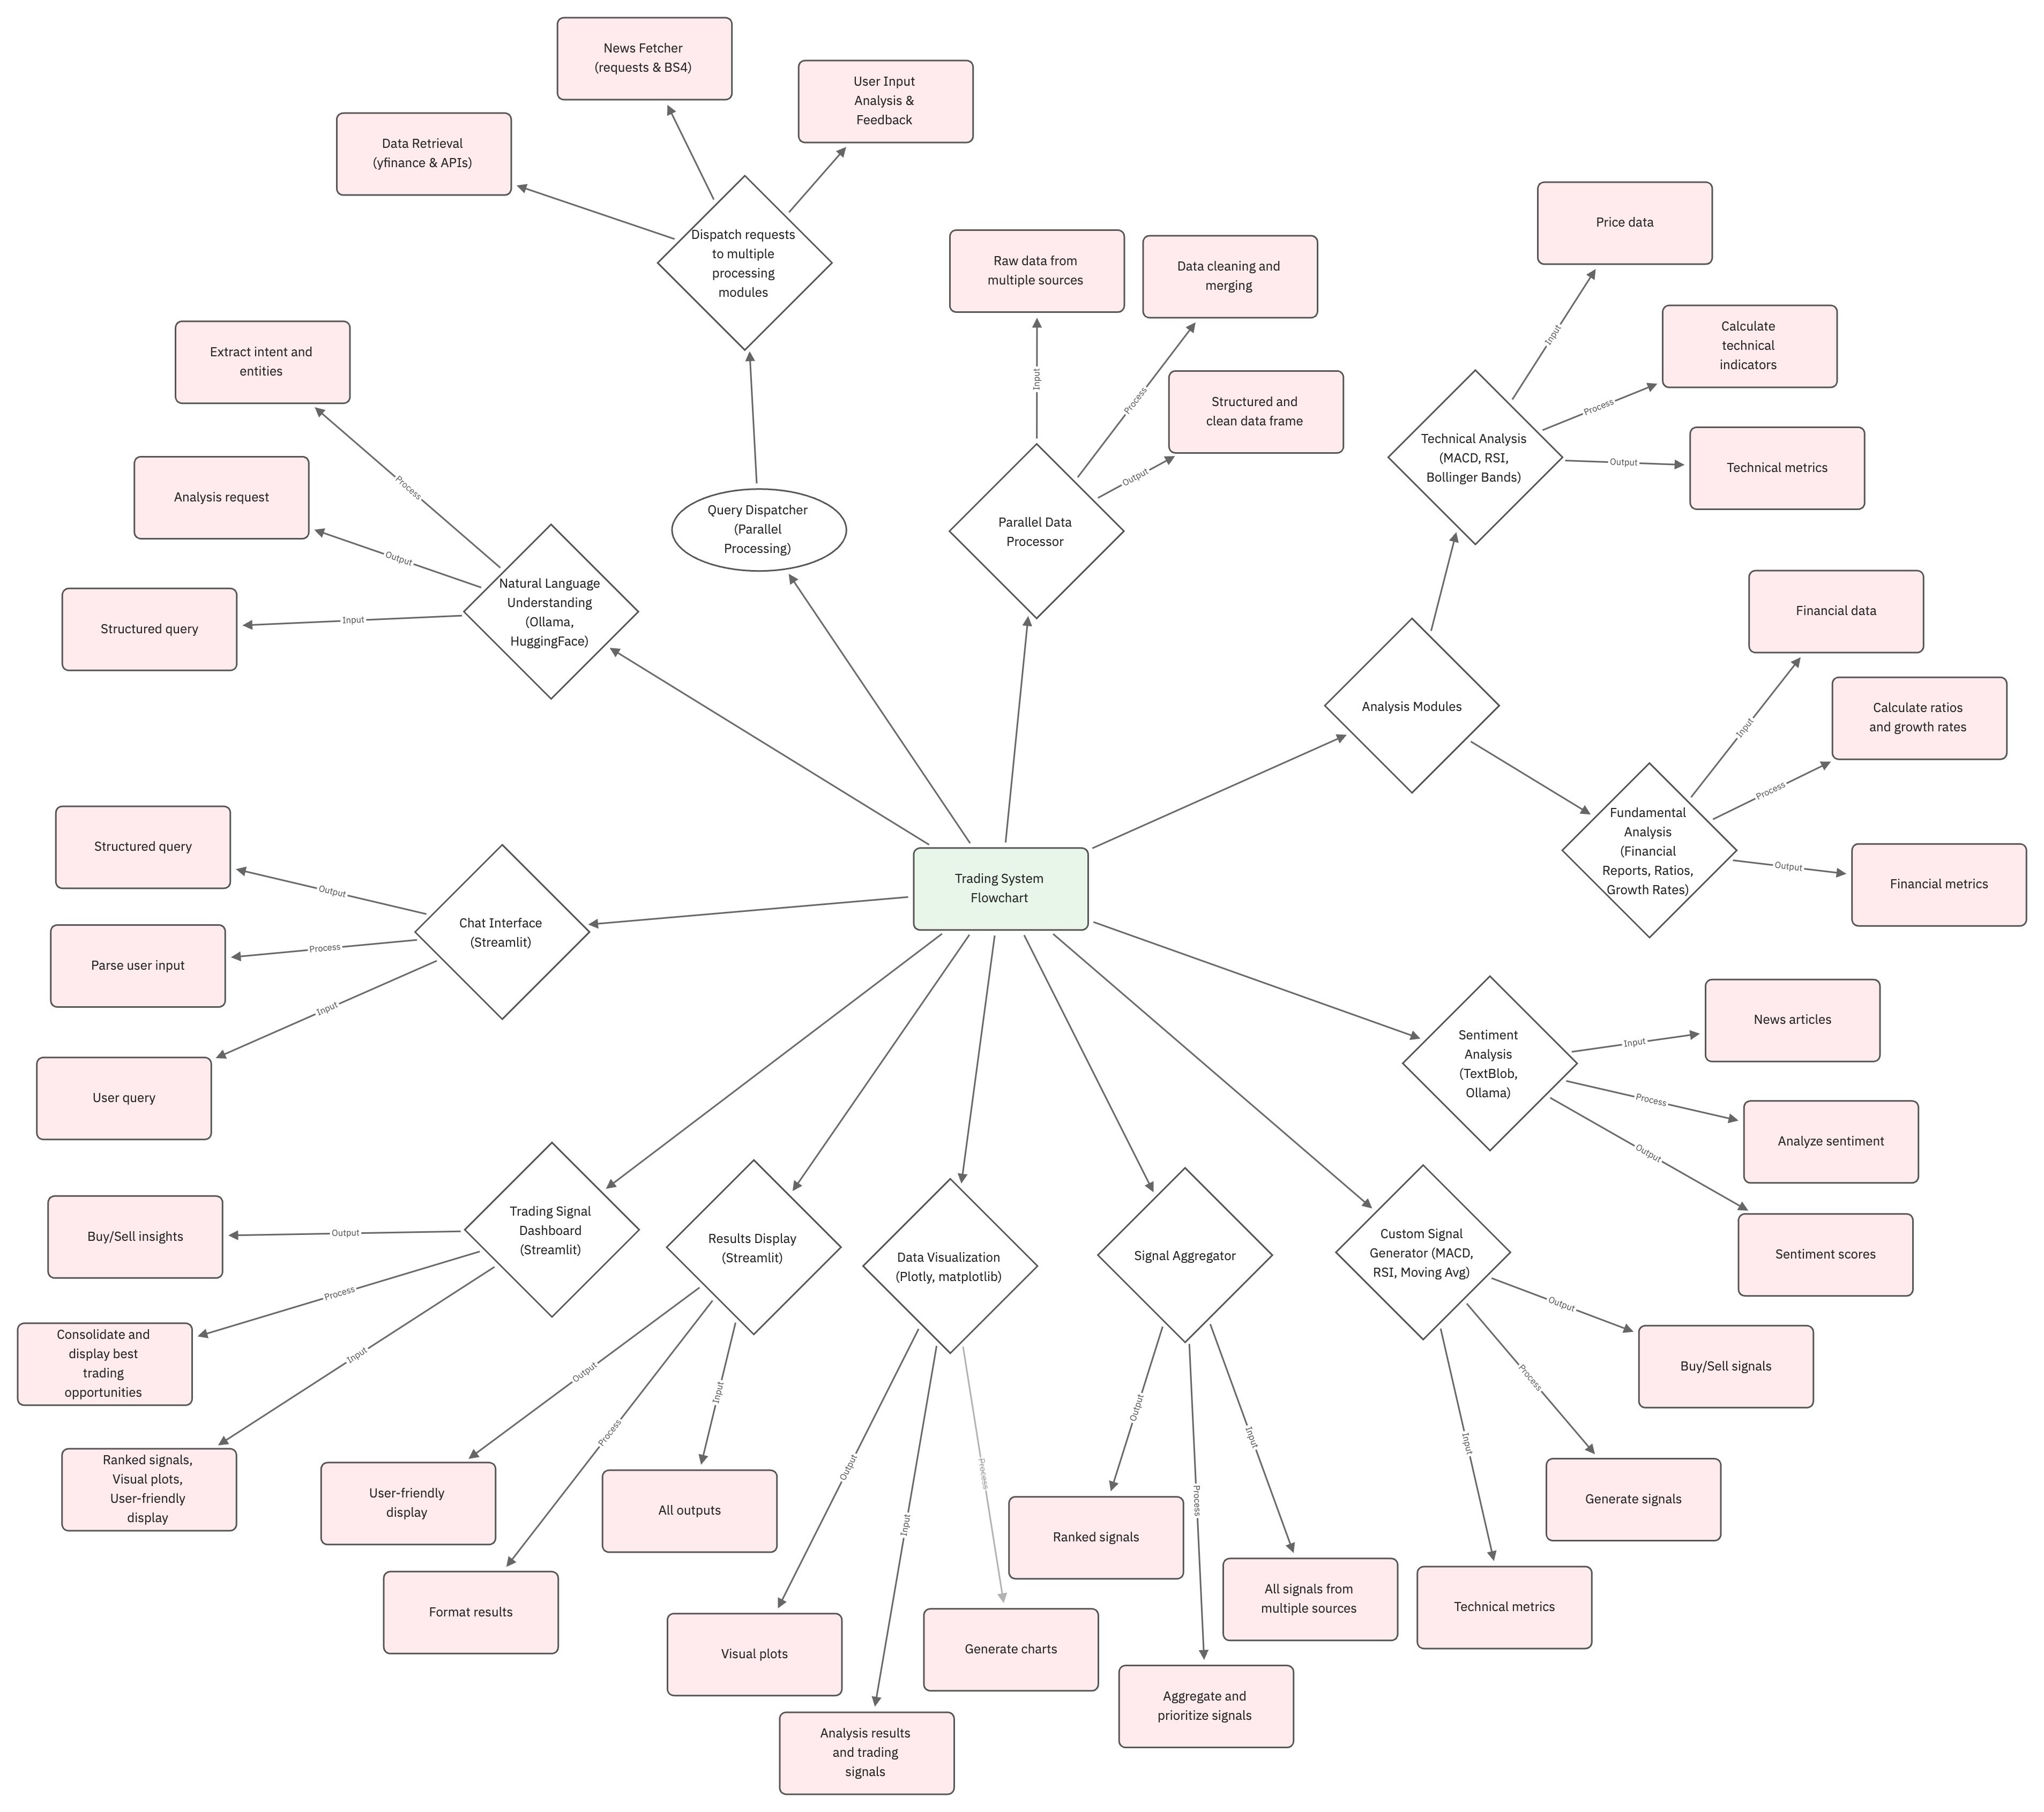 News Fetcher
(requests & BS4)
User Input
Analysis &
Feedback
Data Retrieval
(yfinance & APIs)
Dispatch requests
to multiple
processing
modules
Price data
Raw data from
multiple sources
Data cleaning and
merging
Calculate
technical
indicators
Input
Process
Extract intent and
entities
Input
Process
Structured and
clean data frame
Output
Technical Analysis
(MACD, RSI,
Bollinger Bands)
Output
Technical metrics
Analysis request
Process
Output
Query Dispatcher
(Parallel
Processing)
Parallel Data
Processor
Natural Language
Understanding
(Ollama,
HuggingFace)
Structured query
Input
Financial data
Analysis Modules
Input
Calculate ratios
and growth rates
Process
Fundamental
Analysis
(Financial
Reports, Ratios,
Growth Rates)
Output
Financial metrics
Trading System
Flowchart
Structured query
Output
Chat Interface
(Streamlit)
Process
Parse user input
Input
User query
Sentiment
Analysis
(TextBlob,
Ollama)
Input
News articles
Process
Analyze sentiment
Output
Sentiment scores
Trading Signal
Dashboard
(Streamlit)
Output
Buy/Sell insights
Process
Input
Consolidate and
display best
trading
opportunities
Ranked signals,
Visual plots,
User-friendly
display
Results Display
(Streamlit)
Output
Process
Input
User-friendly
display
Format results
All outputs
Data Visualization
(Plotly, matplotlib)
Output
Input
Process
Visual plots
Analysis results
and trading
signals
Generate charts
Signal Aggregator
Output
Process
Input
Ranked signals
Aggregate and
prioritize signals
All signals from
multiple sources
Custom Signal
Generator (MACD,
RSI, Moving Avg)
Output
Process
Input
Buy/Sell signals
Generate signals
Technical metrics